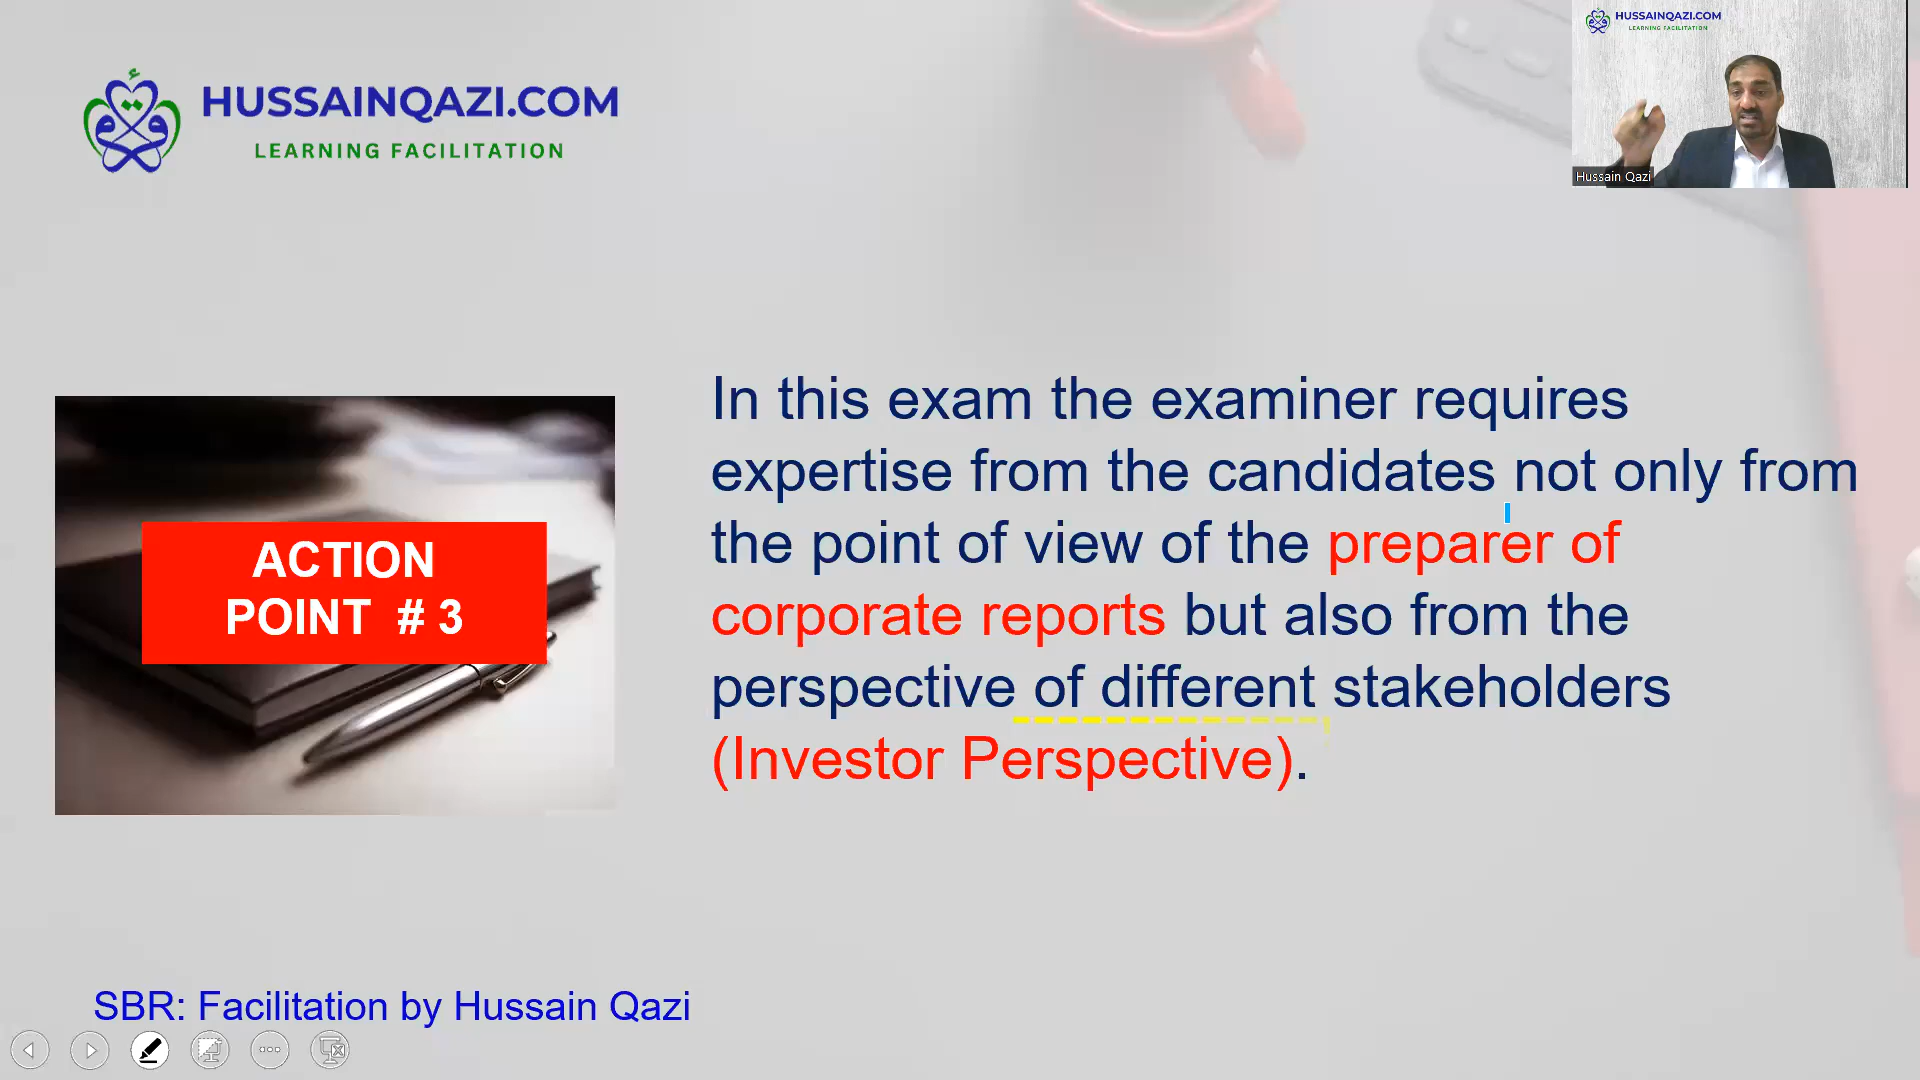 HUSSAINQAZI.COM
LEARNING FACILITATION
HUSSAINQAZI.COM
LEARNING FACILITATION
Hussain Qazi
In this exam the examiner requires
expertise from the candidates not only from
the point of view of the preparer of
corporate reports but also from the
perspective of different stakeholders
(Investor Perspective).
ACTION
POINT # 3
SBR: Facilitation by Hussain Qazi